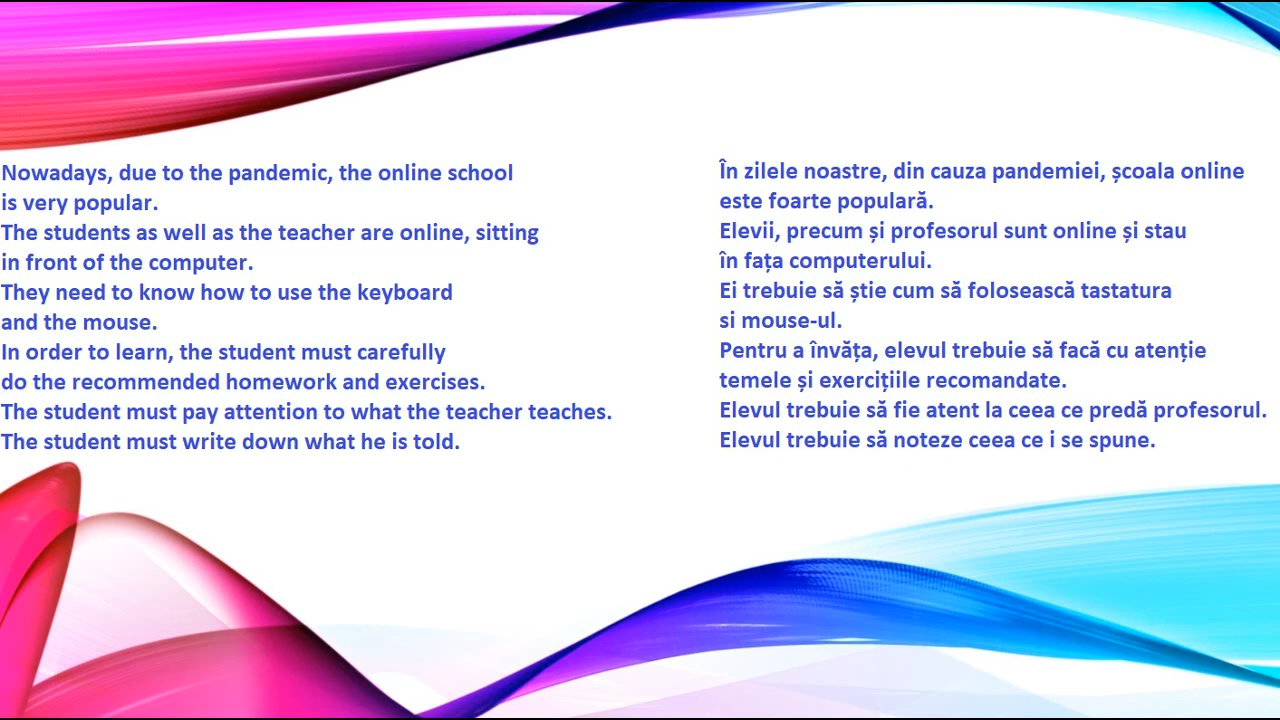 Nowadays, due to the pandemic, the online school
is very popular.
The students as well as the teacher are online, sitting
in front of the computer.
They need to know how to use the keyboard
and the mouse.
In order to learn, the student must carefully
do the recommended homework and exercises.
The student must pay attention to what the teacher teaches.
The student must write down what he is told.
În zilele noastre, din cauza pandemiei, școala online
este foarte populară.
Elevii, precum și profesorul sunt online și stau
în fața computerului.
Ei trebuie să știe cum să folosească tastatura
si mouse-ul.
Pentru a învăța, elevul trebuie să facă cu atenție
temele și exercițiile recomandate.
Elevul trebuie să fie atent la ceea ce predă profesorul.
Elevul trebuie să noteze ceea ce i se spune.